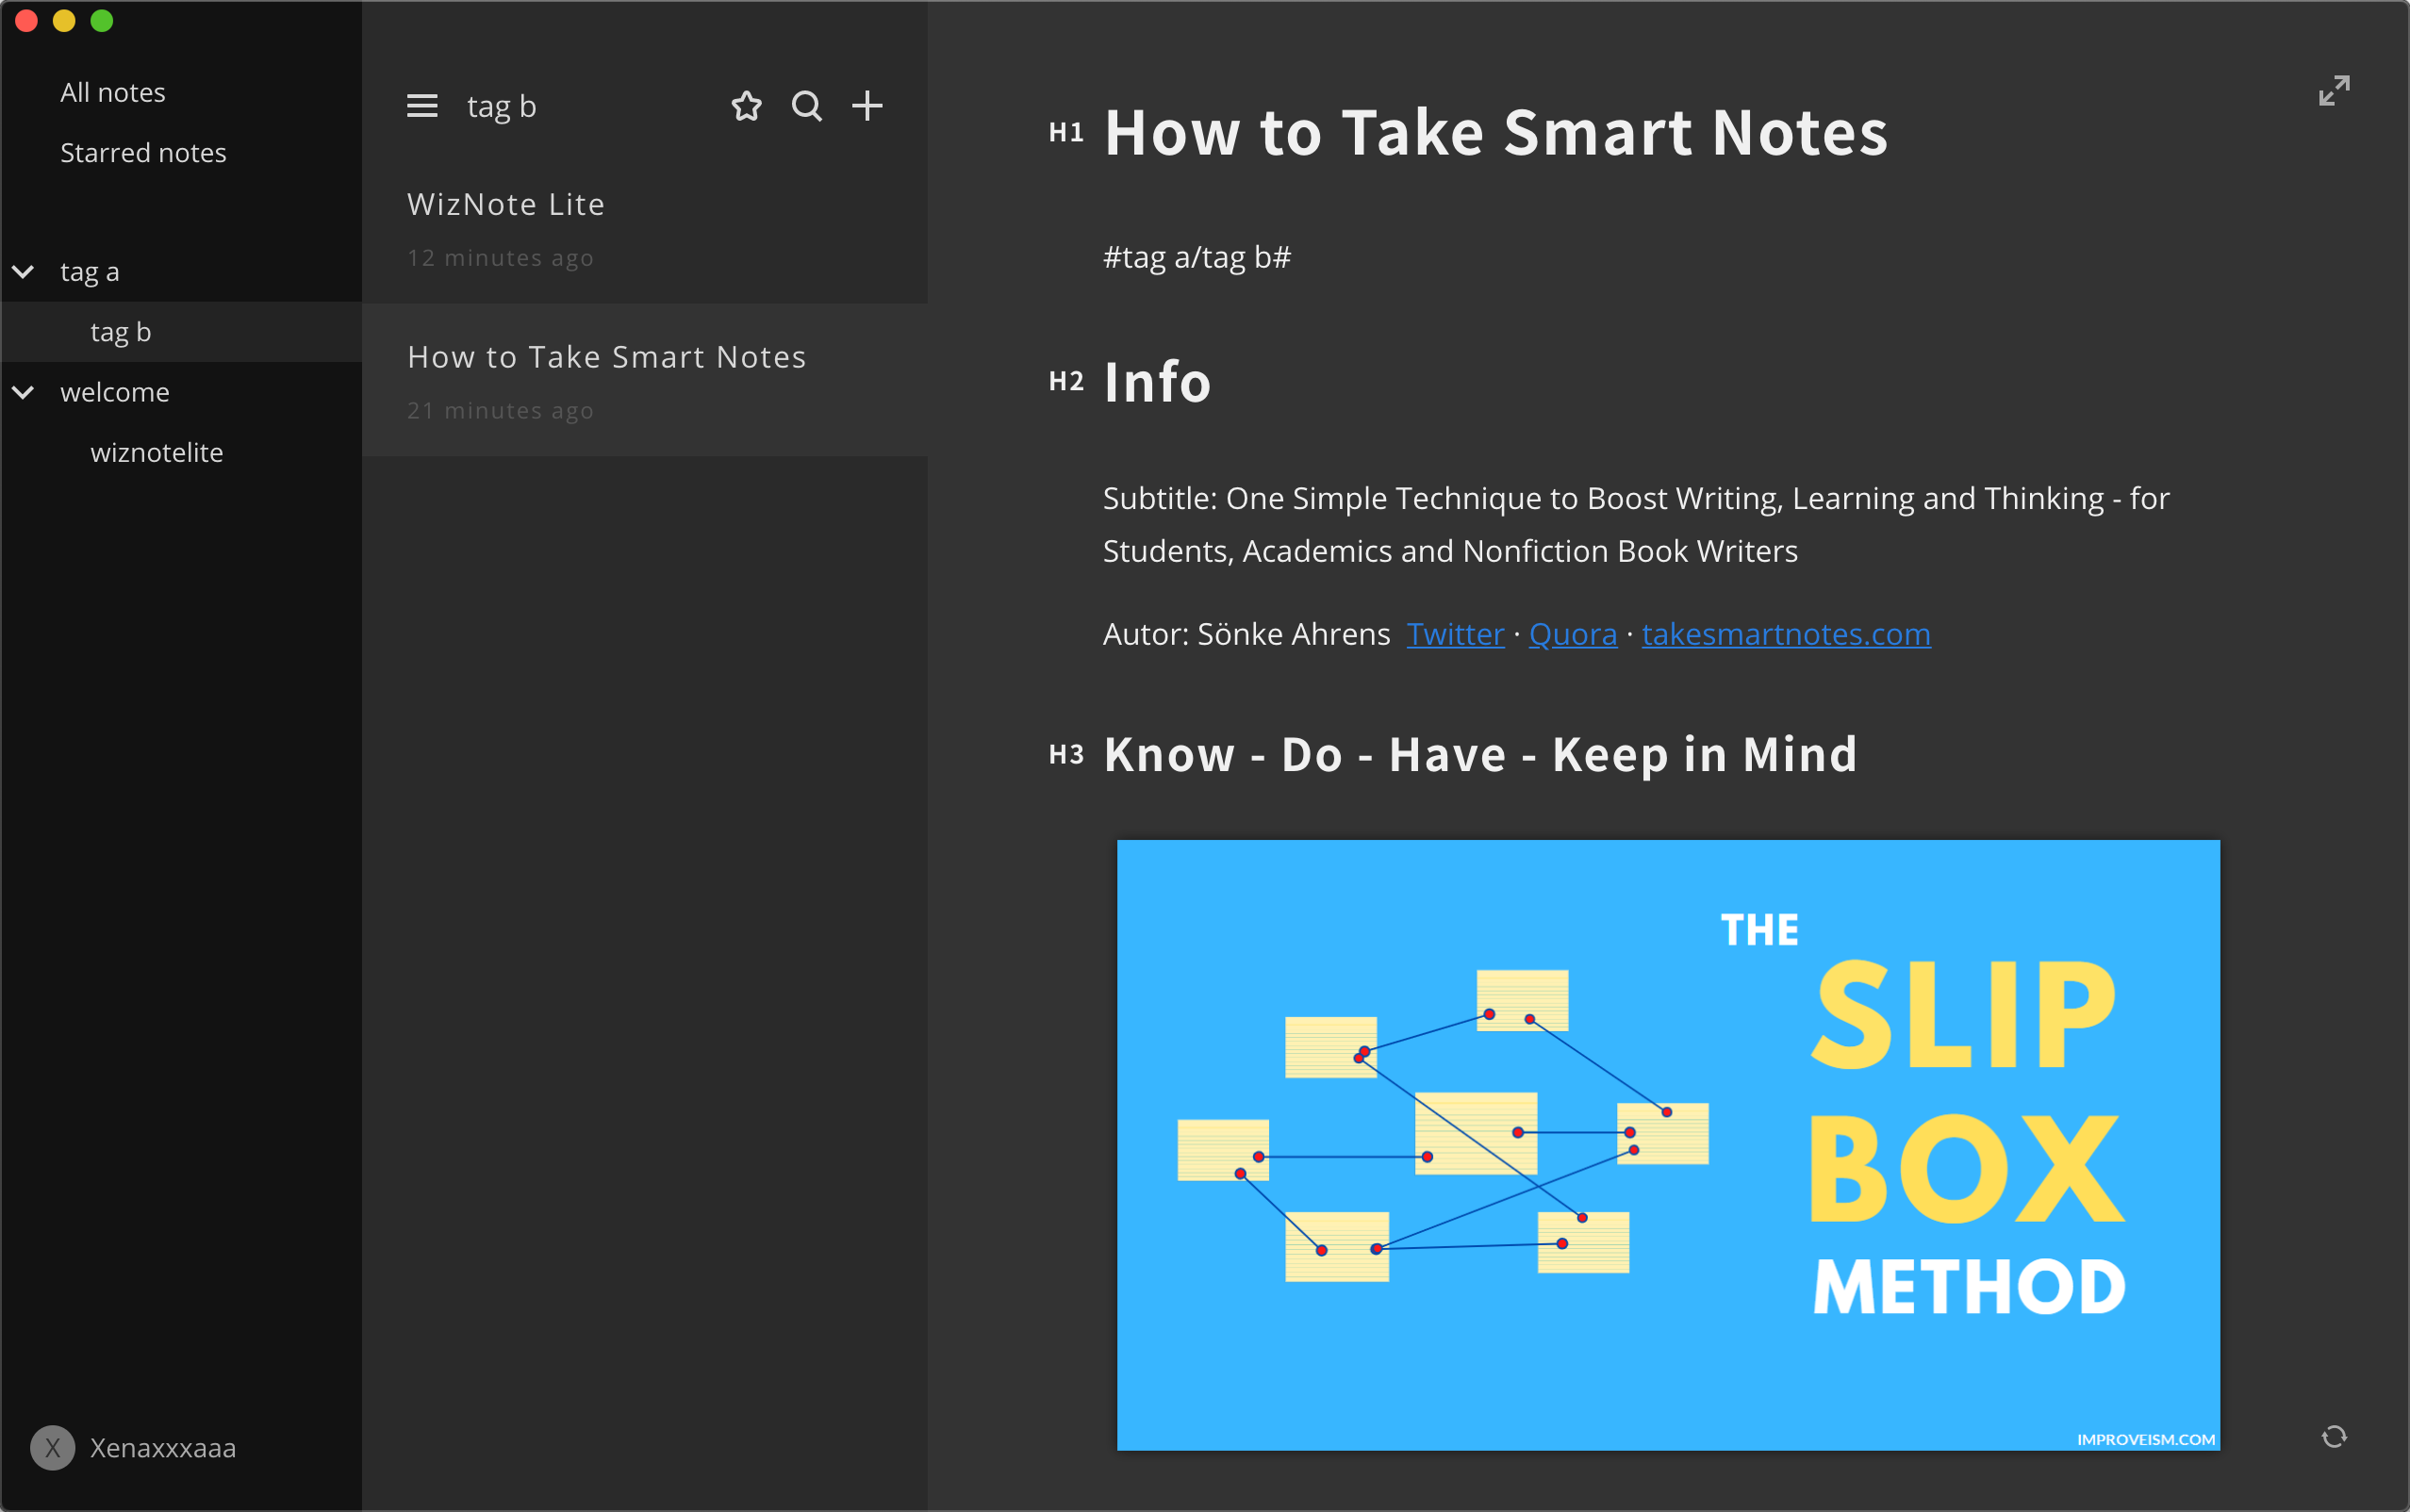 All notes
Starred notes
tag a
tag b
welcome
wiznotelite
X Xenaxxxaaa
tag b
WizNote Lite
12 minutes ago
How to Take Smart Notes
21 minutes ago
H1 How to Take Smart Notes
#tag a/tag b#
H2 Info
Subtitle: One Simple Technique to Boost Writing, Learning and Thinking - for
Students, Academics and Nonfiction Book Writers
Autor: Sönke Ahrens Twitter · Quora · takesmartnotes.com
H3 Know - Do - Have - Keep in Mind
THE
SLIP
BOX
METHOD
IMPROVEISM.COM